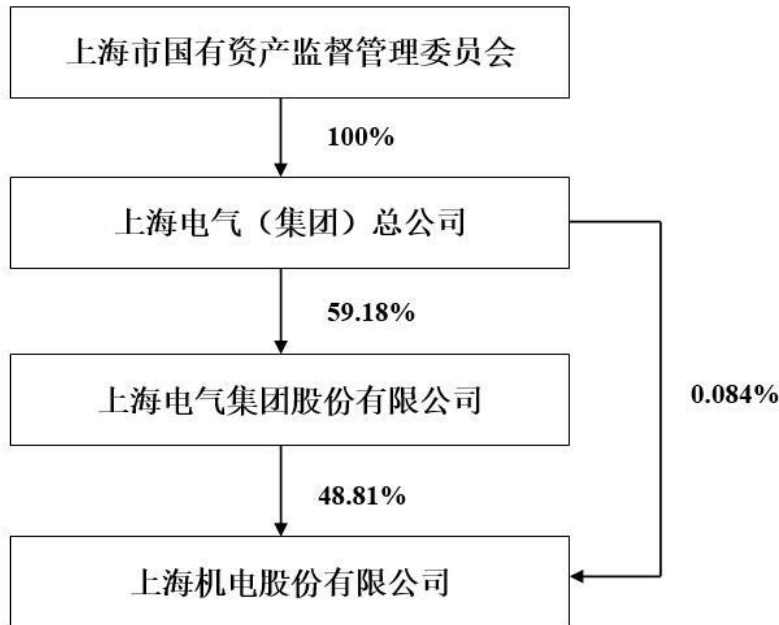 上海市国有资产监督管理委员会
100%
上海电气（集团）总公司
59.18%
上海电气集团股份有限公司
0.084%
48.81%
上海机电股份有限公司